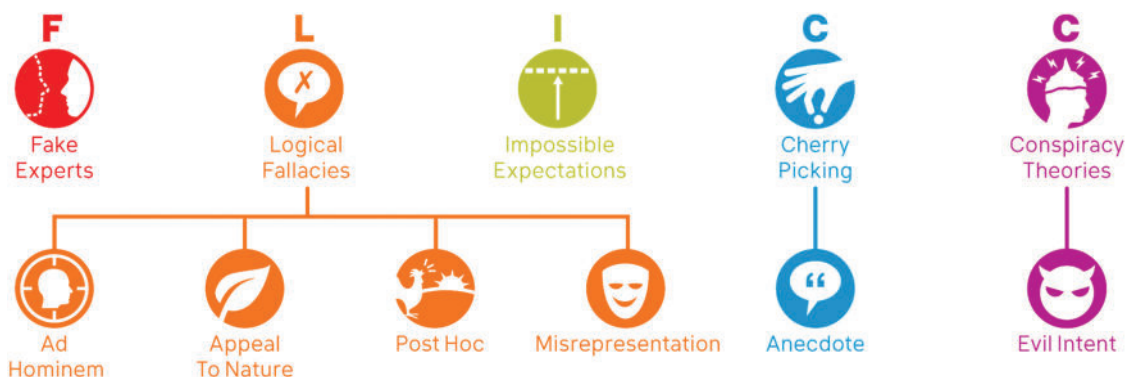 F
L
I
C
C
Fake
Experts
Logical
Fallacies
Impossible
Expectations
Cherry
Picking
Conspiracy
Theories
Ad
Hominem
Appeal
To Nature
Post Hoc
Misrepresentation
Anecdote
Evil Intent